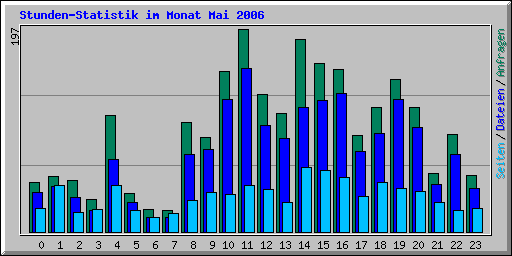 Stunden-Statistik im Monat Mai 2006
197
Seiten / Dateien / Anfragen
0 1 2 3 4 5 6 7 8 9 10 11 12 13 14 15 16 17 18 19 20 21 22 23